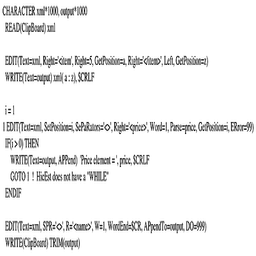 CHARACTER xml*1000, output*1000
READ(ClipBoard) xml
EDIT(Text=xml, Right='<item', Right=5, GetPosition=a, Right='</item>', Left, GetPosition=z)
WRITE(Text=output) xml( a : z), $CRLF
i = 1
1 EDIT(Text=xml, SetPosition=i, SePaRators='<>', Right='<price>', Word=1, Parse=price, GetPosition=i, ERror=99)
IF(i > 0) THEN
WRITE(Text=output, APPend) 'Price element = ', price, $CRLF
GOTO 1 ! HicEst does not have a "WHILE"
ENDIF
EDIT(Text=xml, SPR='<>', R='<name>', W=1, WordEnd=$CR, APpendTo=output, DO=999)
WRITE(ClipBoard) TRIM(output)